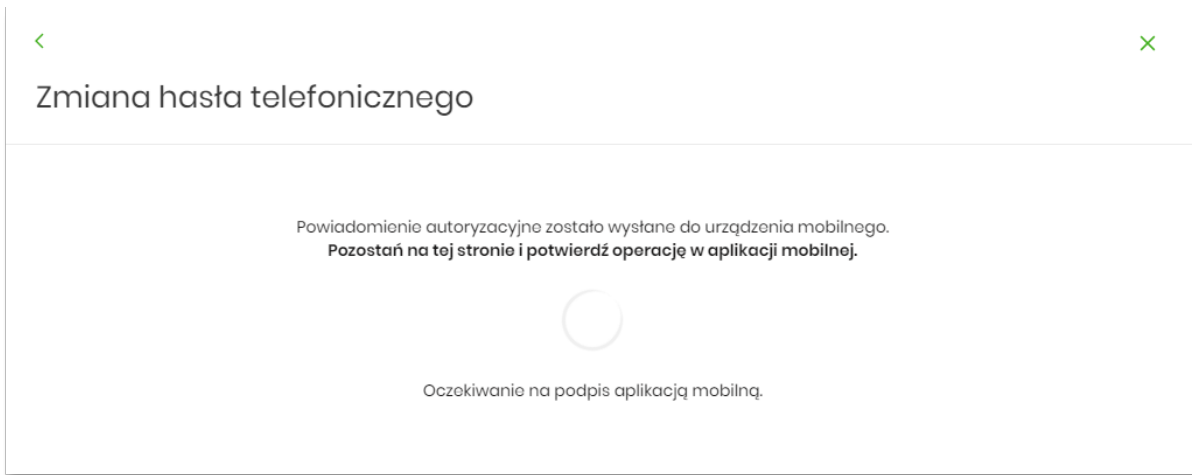 Zmiana hasła telefonicznego
Powiadomienie autoryzacyjne zostało wysłane do urządzenia mobilnego.
Pozostań na tej stronie i potwierdź operację w aplikacji mobilnej.
Oczekiwanie na podpis aplikacją mobilną.